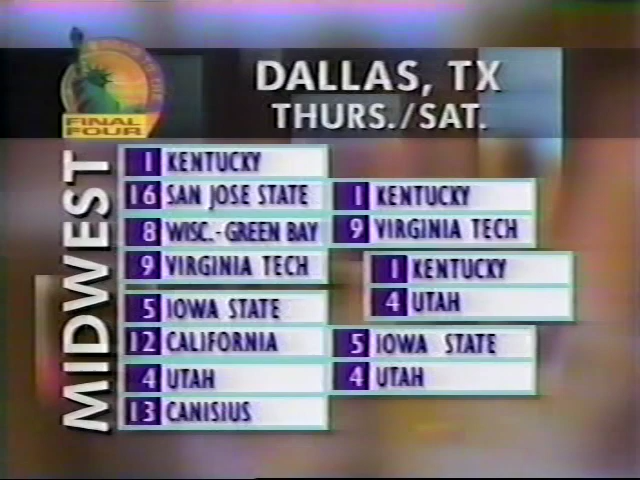 FINAL
FOUR
DALLAS, TX
THURS./SAT.
MIDWEST
1 KENTUCKY
16 SAN JOSE STATE
8 WISC.-GREEN BAY
9 VIRGINIA TECH
5 IOWA STATE
12 CALIFORNIA
4 UTAH
13 CANISIUS
1 KENTUCKY
9 VIRGINIA TECH
5 IOWA STATE
4 UTAH
1 KENTUCKY
4 UTAH